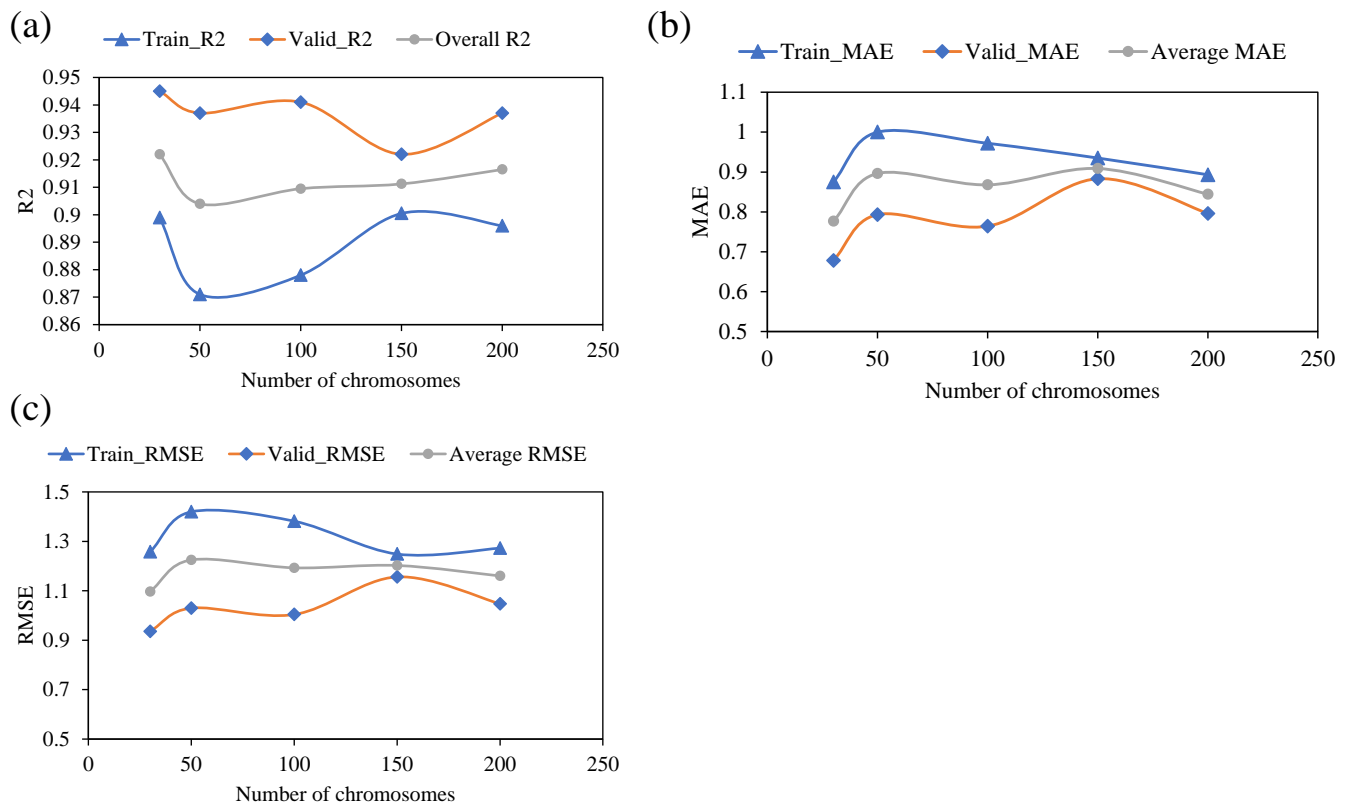 (a)
Train_R2 Valid_R2 Overall R2
0.95
0.94
0.93
0.92
0.91
0.9
0.89
0.88
0.87
0.86
R2
0 50 100 150 200 250
Number of chromosomes
(b)
Train_MAE Valid_MAE Average MAE
1.1
1
0.9
0.8
0.7
0.6
0.5
MAE
0 50 100 150 200 250
Number of chromosomes
(c)
Train_RMSE Valid_RMSE Average RMSE
1.5
1.3
1.1
0.9
0.7
0.5
RMSE
0 50 100 150 200 250
Number of chromosomes